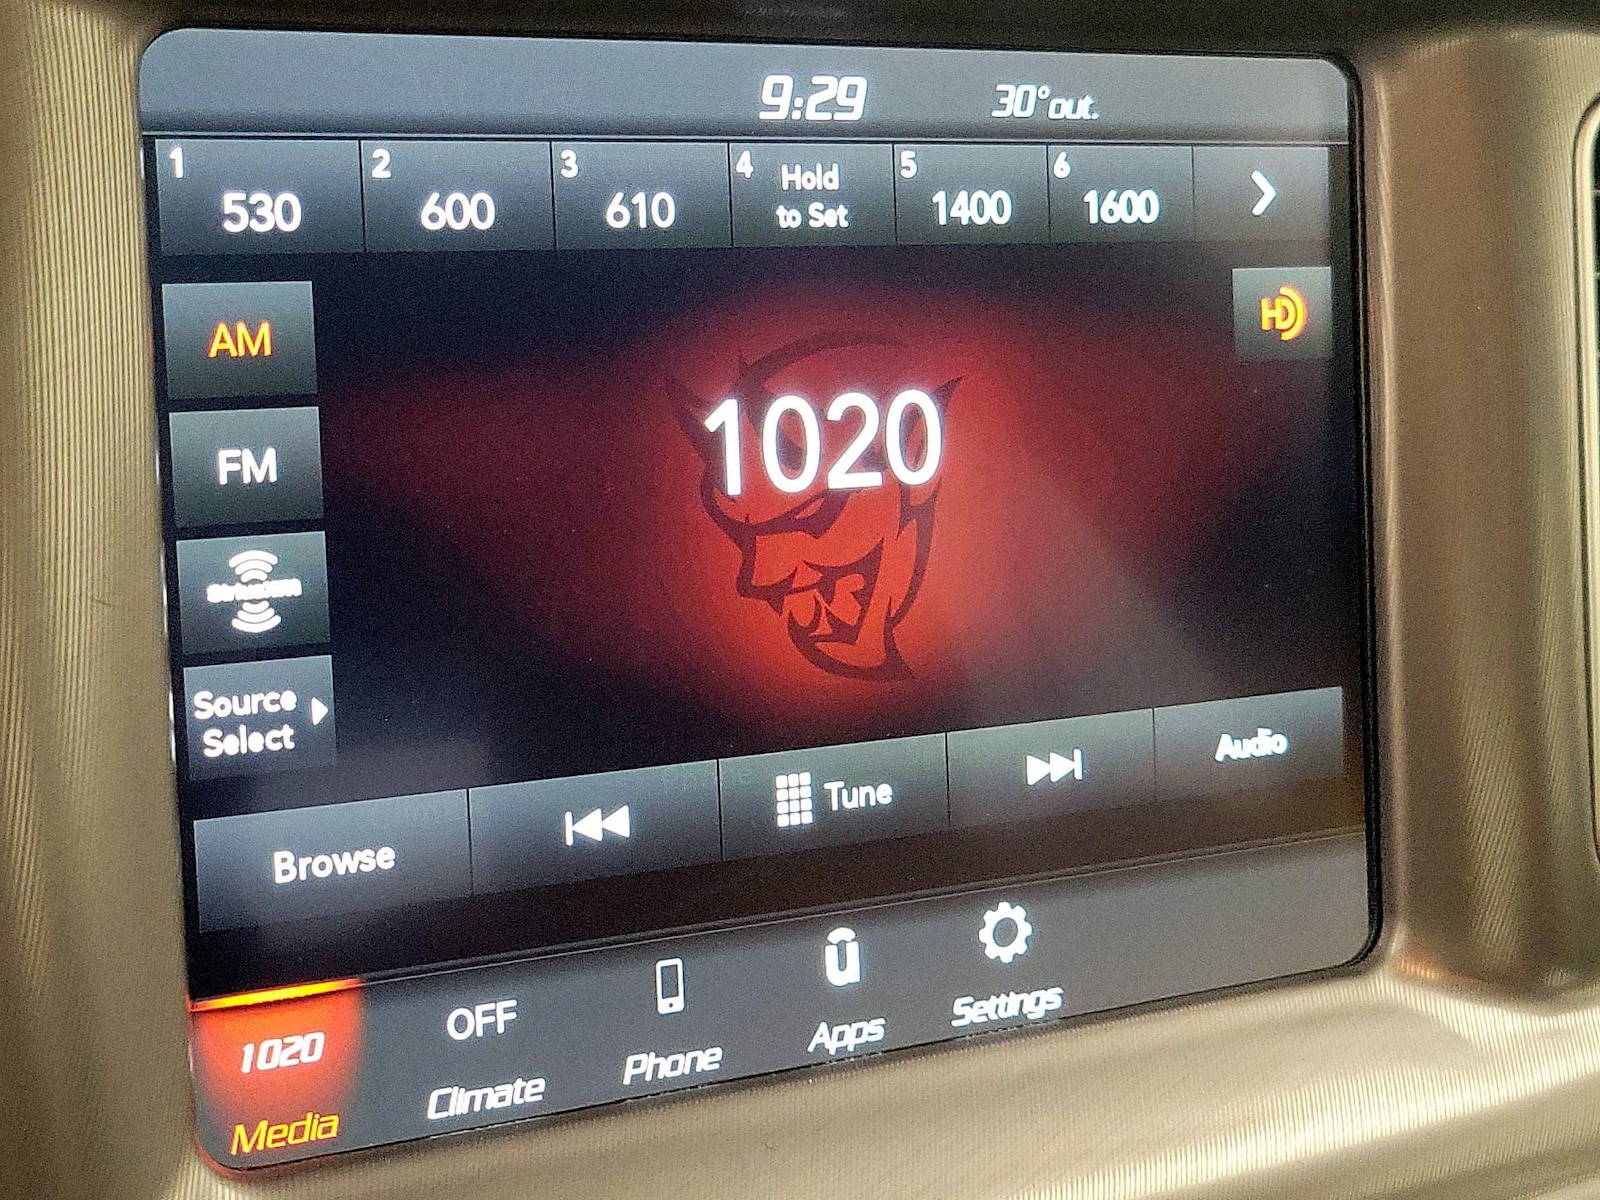 9:29
30° out.
1
530
2
600
3
610
4
Hold
to Set
5
1400
6
1600
AM
HD
1020
FM
Source
Select
Browse
Tune
Audio
1020
Media
OFF
Climate
Phone
Apps
Settings